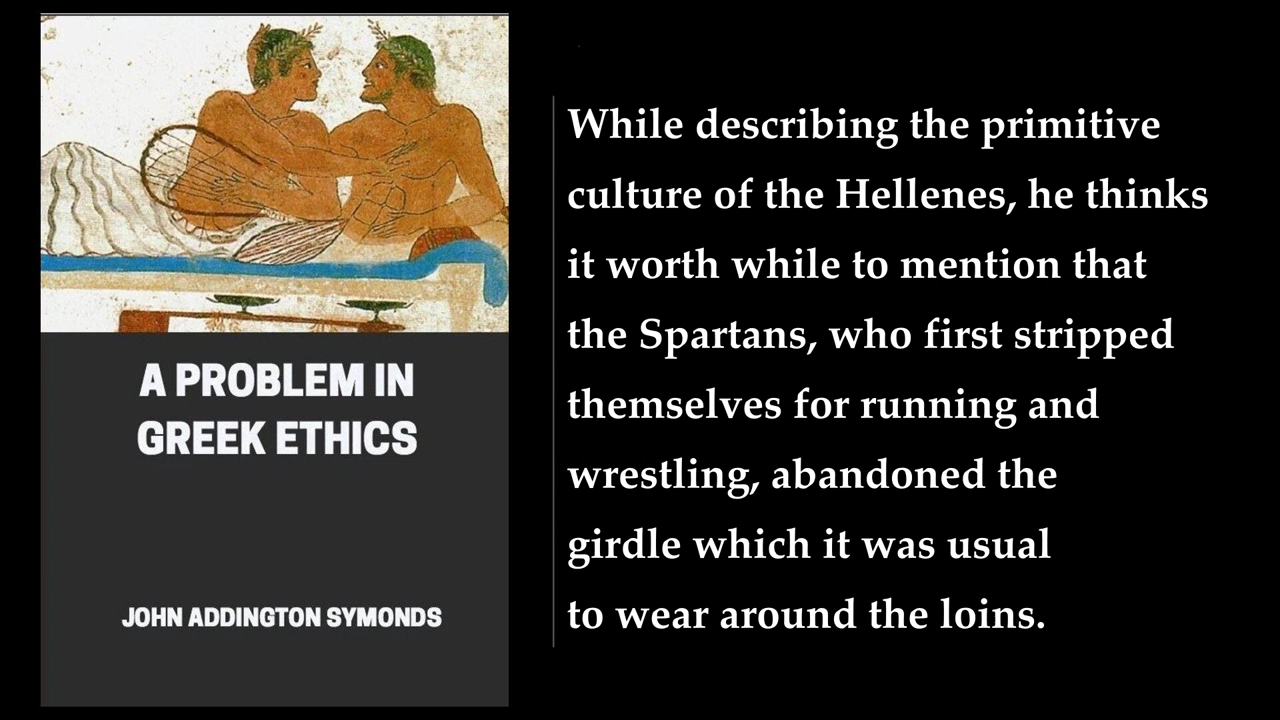 A PROBLEM IN
GREEK ETHICS
JOHN ADDINGTON SYMONDS
While describing the primitive
culture of the Hellenes, he thinks
it worth while to mention that
the Spartans, who first stripped
themselves for running and
wrestling, abandoned the
girdle which it was usual
to wear around the loins.